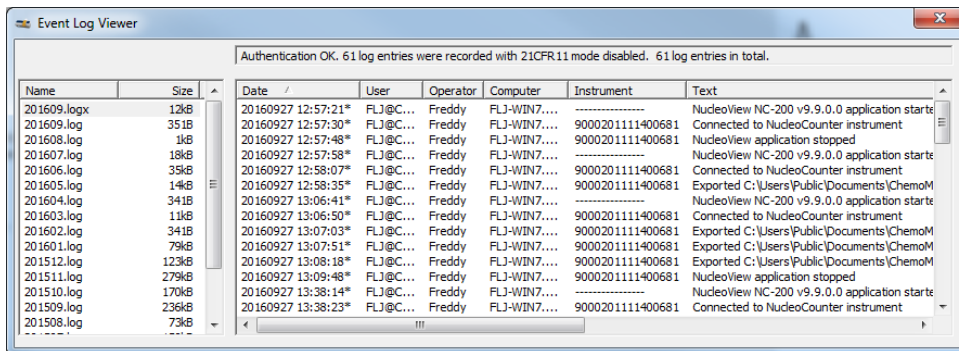 Event Log Viewer
Authentication OK. 61 log entries were recorded with 21CFR11 mode disabled. 61 log entries in total.
Name Size
201609.logx 12kB
201609.log 351B
201608.log 1kB
201607.log 18kB
201606.log 35kB
201605.log 14kB
201604.log 341B
201603.log 11kB
201602.log 341B
201601.log 79kB
201512.log 123kB
201511.log 279kB
201510.log 170kB
201509.log 236kB
201508.log 73kB
Date User Operator Computer Instrument Text
20160927 12:57:21* FLJ@C... Freddy FLJ-WIN7.... ---------------- NucleoView NC-200 v9.9.0.0 application starte
20160927 12:57:30* FLJ@C... Freddy FLJ-WIN7.... 9000201111400681 Connected to NucleoCounter instrument
20160927 12:57:48* FLJ@C... Freddy FLJ-WIN7.... 9000201111400681 NucleoView application stopped
20160927 12:57:58* FLJ@C... Freddy FLJ-WIN7.... ---------------- NucleoView NC-200 v9.9.0.0 application starte
20160927 12:58:07* FLJ@C... Freddy FLJ-WIN7.... 9000201111400681 Connected to NucleoCounter instrument
20160927 12:58:35* FLJ@C... Freddy FLJ-WIN7.... 9000201111400681 Exported C:\Users\Public\Documents\ChemoM
20160927 13:06:41* FLJ@C... Freddy FLJ-WIN7.... ---------------- NucleoView NC-200 v9.9.0.0 application starte
20160927 13:06:50* FLJ@C... Freddy FLJ-WIN7.... 9000201111400681 Connected to NucleoCounter instrument
20160927 13:07:03* FLJ@C... Freddy FLJ-WIN7.... 9000201111400681 Exported C:\Users\Public\Documents\ChemoM
20160927 13:07:51* FLJ@C... Freddy FLJ-WIN7.... 9000201111400681 Exported C:\Users\Public\Documents\ChemoM
20160927 13:08:18* FLJ@C... Freddy FLJ-WIN7.... 9000201111400681 Exported C:\Users\Public\Documents\ChemoM
20160927 13:09:48* FLJ@C... Freddy FLJ-WIN7.... 9000201111400681 NucleoView application stopped
20160927 13:38:14* FLJ@C... Freddy FLJ-WIN7.... ---------------- NucleoView NC-200 v9.9.0.0 application starte
20160927 13:38:23* FLJ@C... Freddy FLJ-WIN7.... 9000201111400681 Connected to NucleoCounter instrument